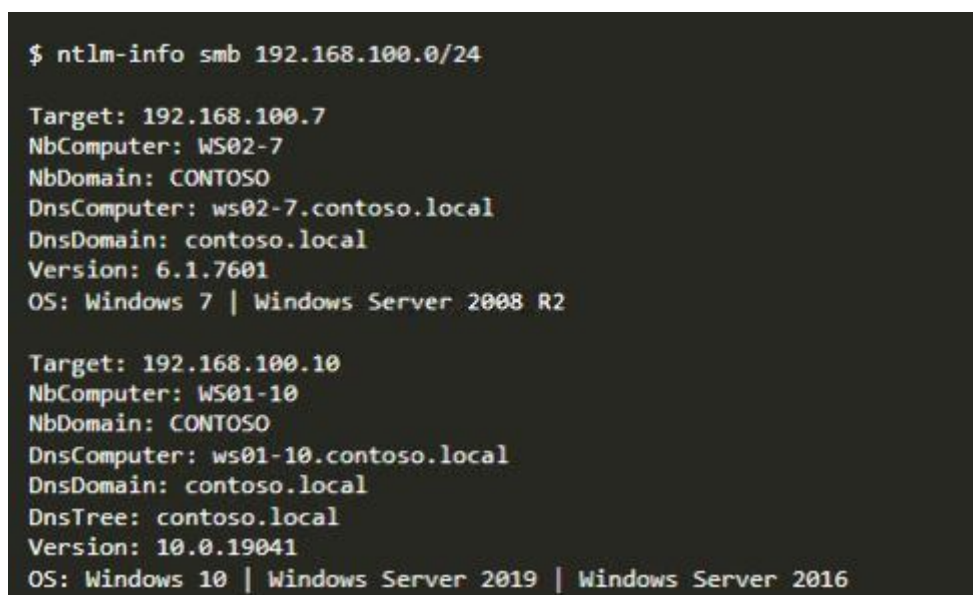 $ ntlm-info smb 192.168.100.0/24
Target: 192.168.100.7
NbComputer: WS02-7
NbDomain: CONTOSO
DnsComputer: ws02-7.contoso.local
DnsDomain: contoso.local
Version: 6.1.7601
OS: Windows 7 | Windows Server 2008 R2
Target: 192.168.100.10
NbComputer: WS01-10
NbDomain: CONTOSO
DnsComputer: ws01-10.contoso.local
DnsDomain: contoso.local
DnsTree: contoso.local
Version: 10.0.19041
OS: Windows 10 | Windows Server 2019 | Windows Server 2016